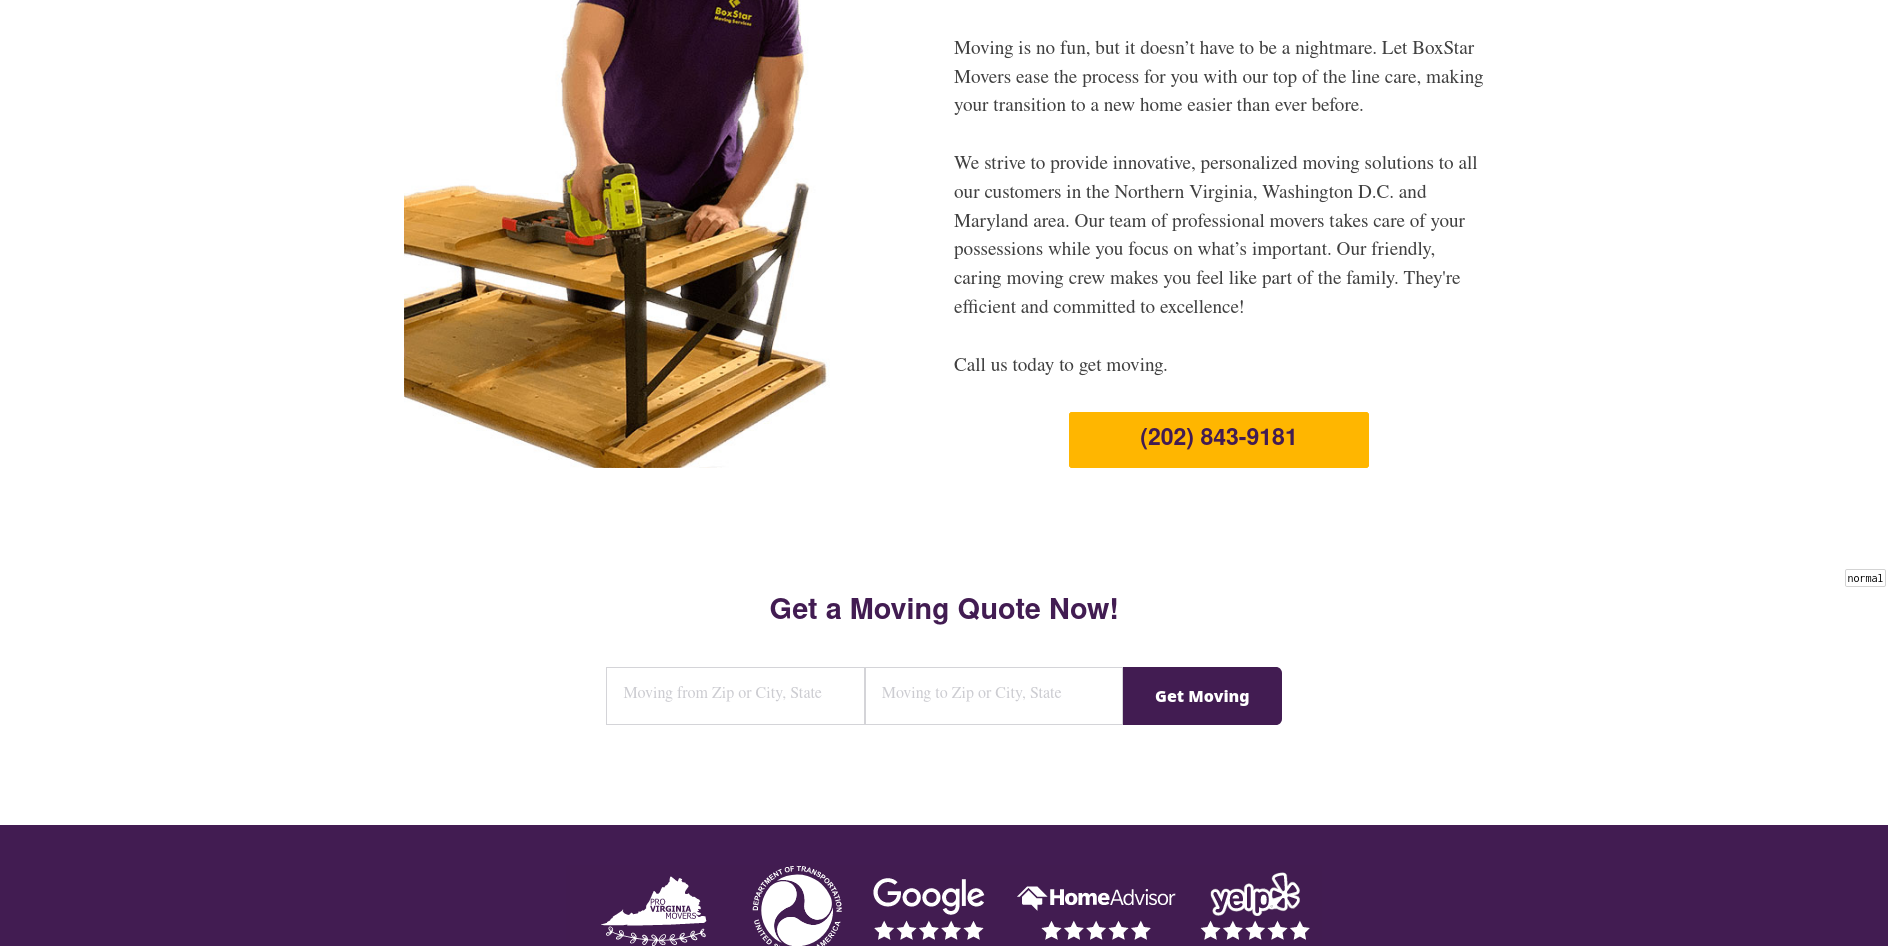 BoxStar
Moving Services
Moving is no fun, but it doesn’t have to be a nightmare. Let BoxStar
Movers ease the process for you with our top of the line care, making
your transition to a new home easier than ever before.
We strive to provide innovative, personalized moving solutions to all
our customers in the Northern Virginia, Washington D.C. and
Maryland area. Our team of professional movers takes care of your
possessions while you focus on what’s important. Our friendly,
caring moving crew makes you feel like part of the family. They're
efficient and committed to excellence!
Call us today to get moving.
(202) 843-9181
normal
Get a Moving Quote Now!
Moving from Zip or City, State
Moving to Zip or City, State
Get Moving
PRO
VIRGINIA
MOVERS
DEPARTMENT OF TRANSPORTATION
Google
HomeAdvisor
yelp